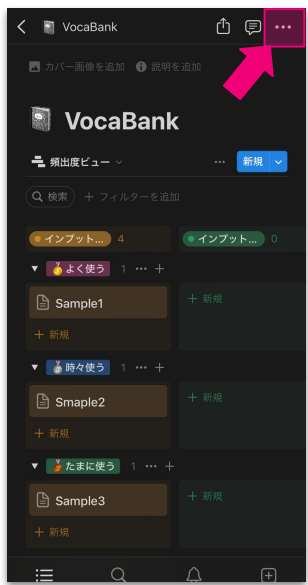 VocaBank
カバー画像を追加 説明を追加
VocaBank
頻出度ビュー 新規
検索 + フィルターを追加
インプット... 4 インプット... 0
よく使う 1
Sample1
+ 新規
+ 新規
時々使う 1
Smaple2
+ 新規
+ 新規
たまに使う 1
Sample3
+ 新規
+ 新規